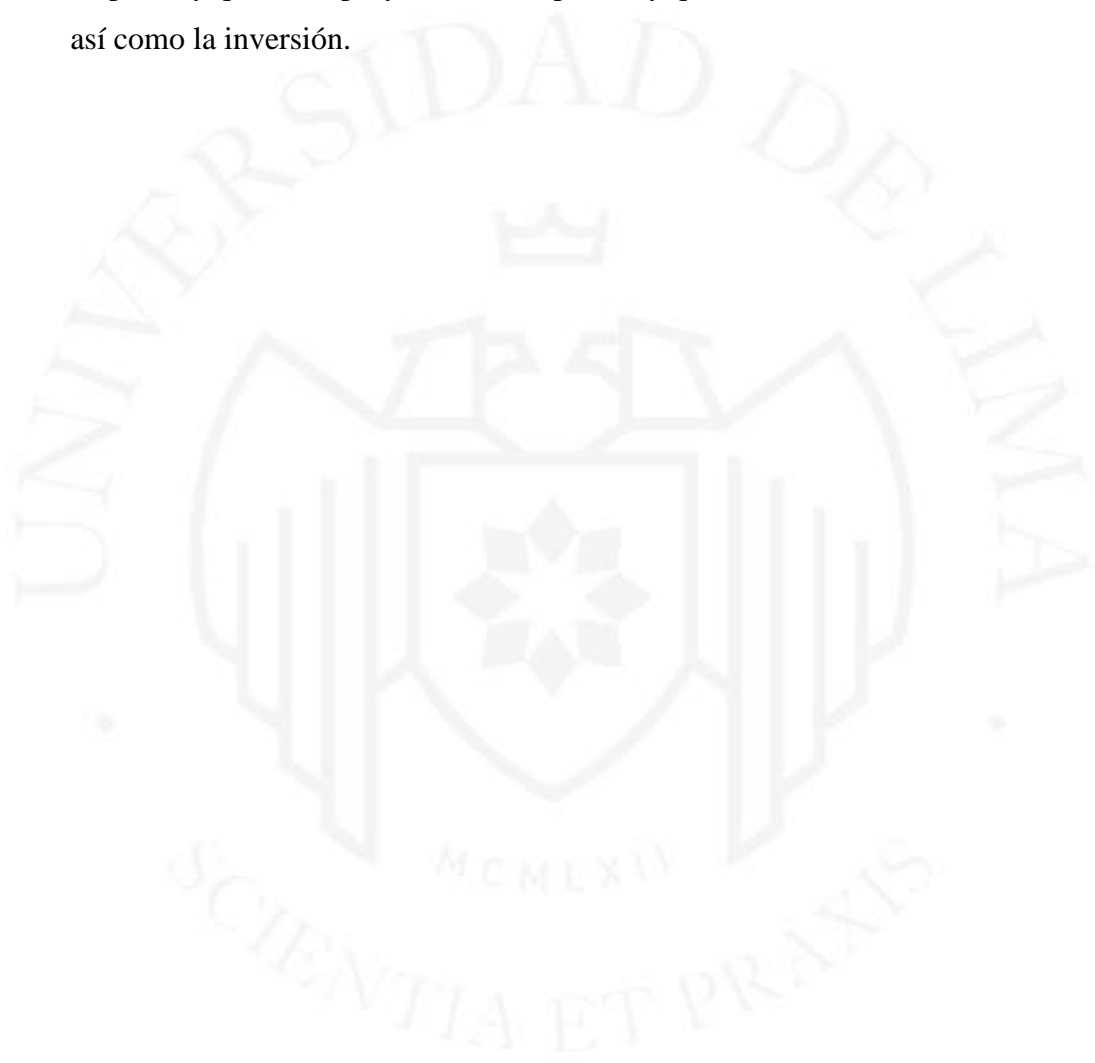 así como la inversión.
UNIVERSIDAD DE LIMA
MCMLXII
SCIENTIA ET PRAXIS